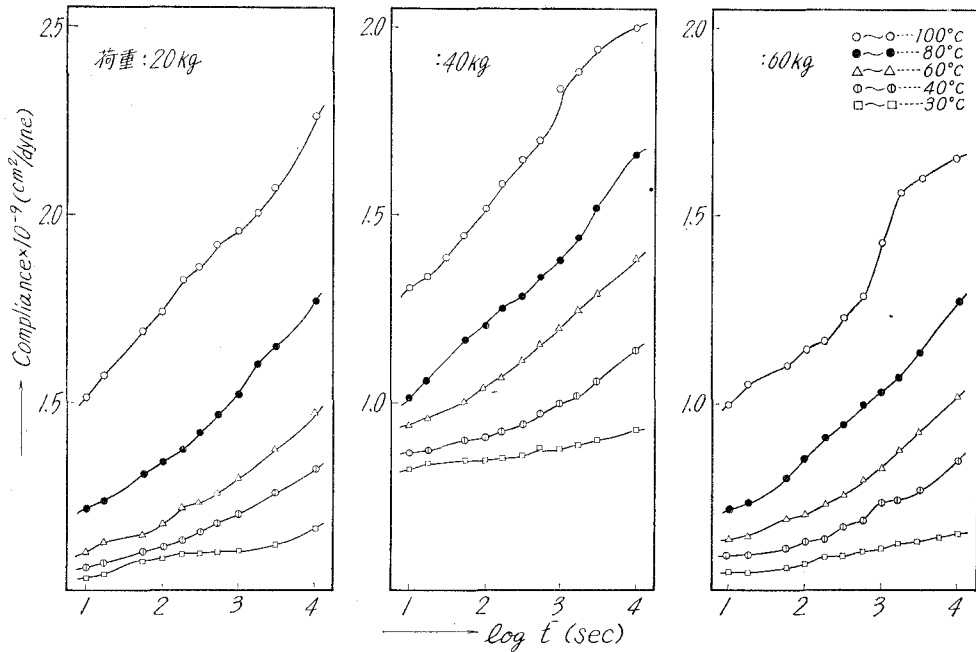 荷重:20kg
:40kg
:60kg
○~○·····100°c
●~●·····80°c
△~△·····60°c
⦶~⦶·····40°c
□~□·····30°c
→ Compliance×10⁻⁹ (cm²/dyne)
2.5
2.0
1.5
2.0
1.5
1.0
2.0
1.5
1.0
1 2 3 4
1 2 3 4
1 2 3 4
→ log t (sec)